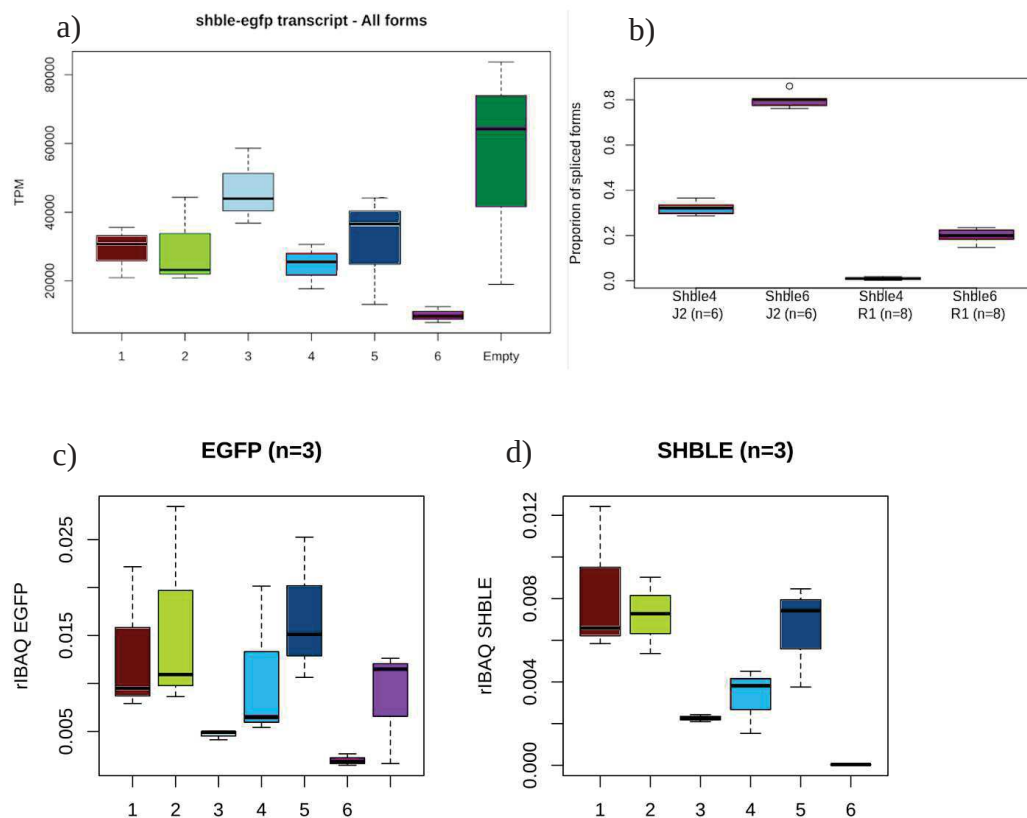 a)
shble-egfp transcript - All forms
TPM
80000
60000
40000
20000
1 2 3 4 5 6 Empty
b)
Proporion of spliced forms
0.8
0.6
0.4
0.2
0.0
Shble4 Shble6 Shble4 Shble6
J2 (n=6) J2 (n=6) R1 (n=8) R1 (n=8)
c)
EGFP (n=3)
rIBAQ EGFP
0.025
0.015
0.005
1 2 3 4 5 6
d)
SHBLE (n=3)
rIBAQ SHBLE
0.012
0.008
0.004
0.000
1 2 3 4 5 6